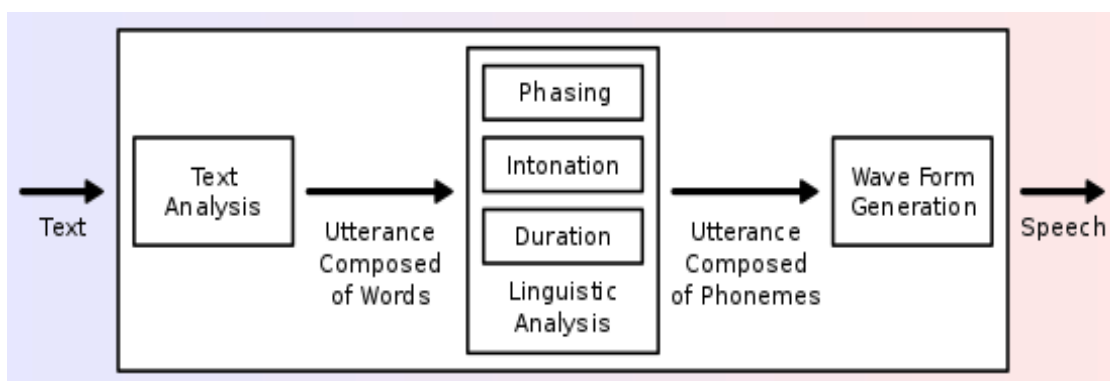 Text
Text
Analysis
Utterance
Composed
of Words
Phasing
Intonation
Duration
Linguistic
Analysis
Utterance
Composed
of Phonemes
Wave Form
Generation
Speech